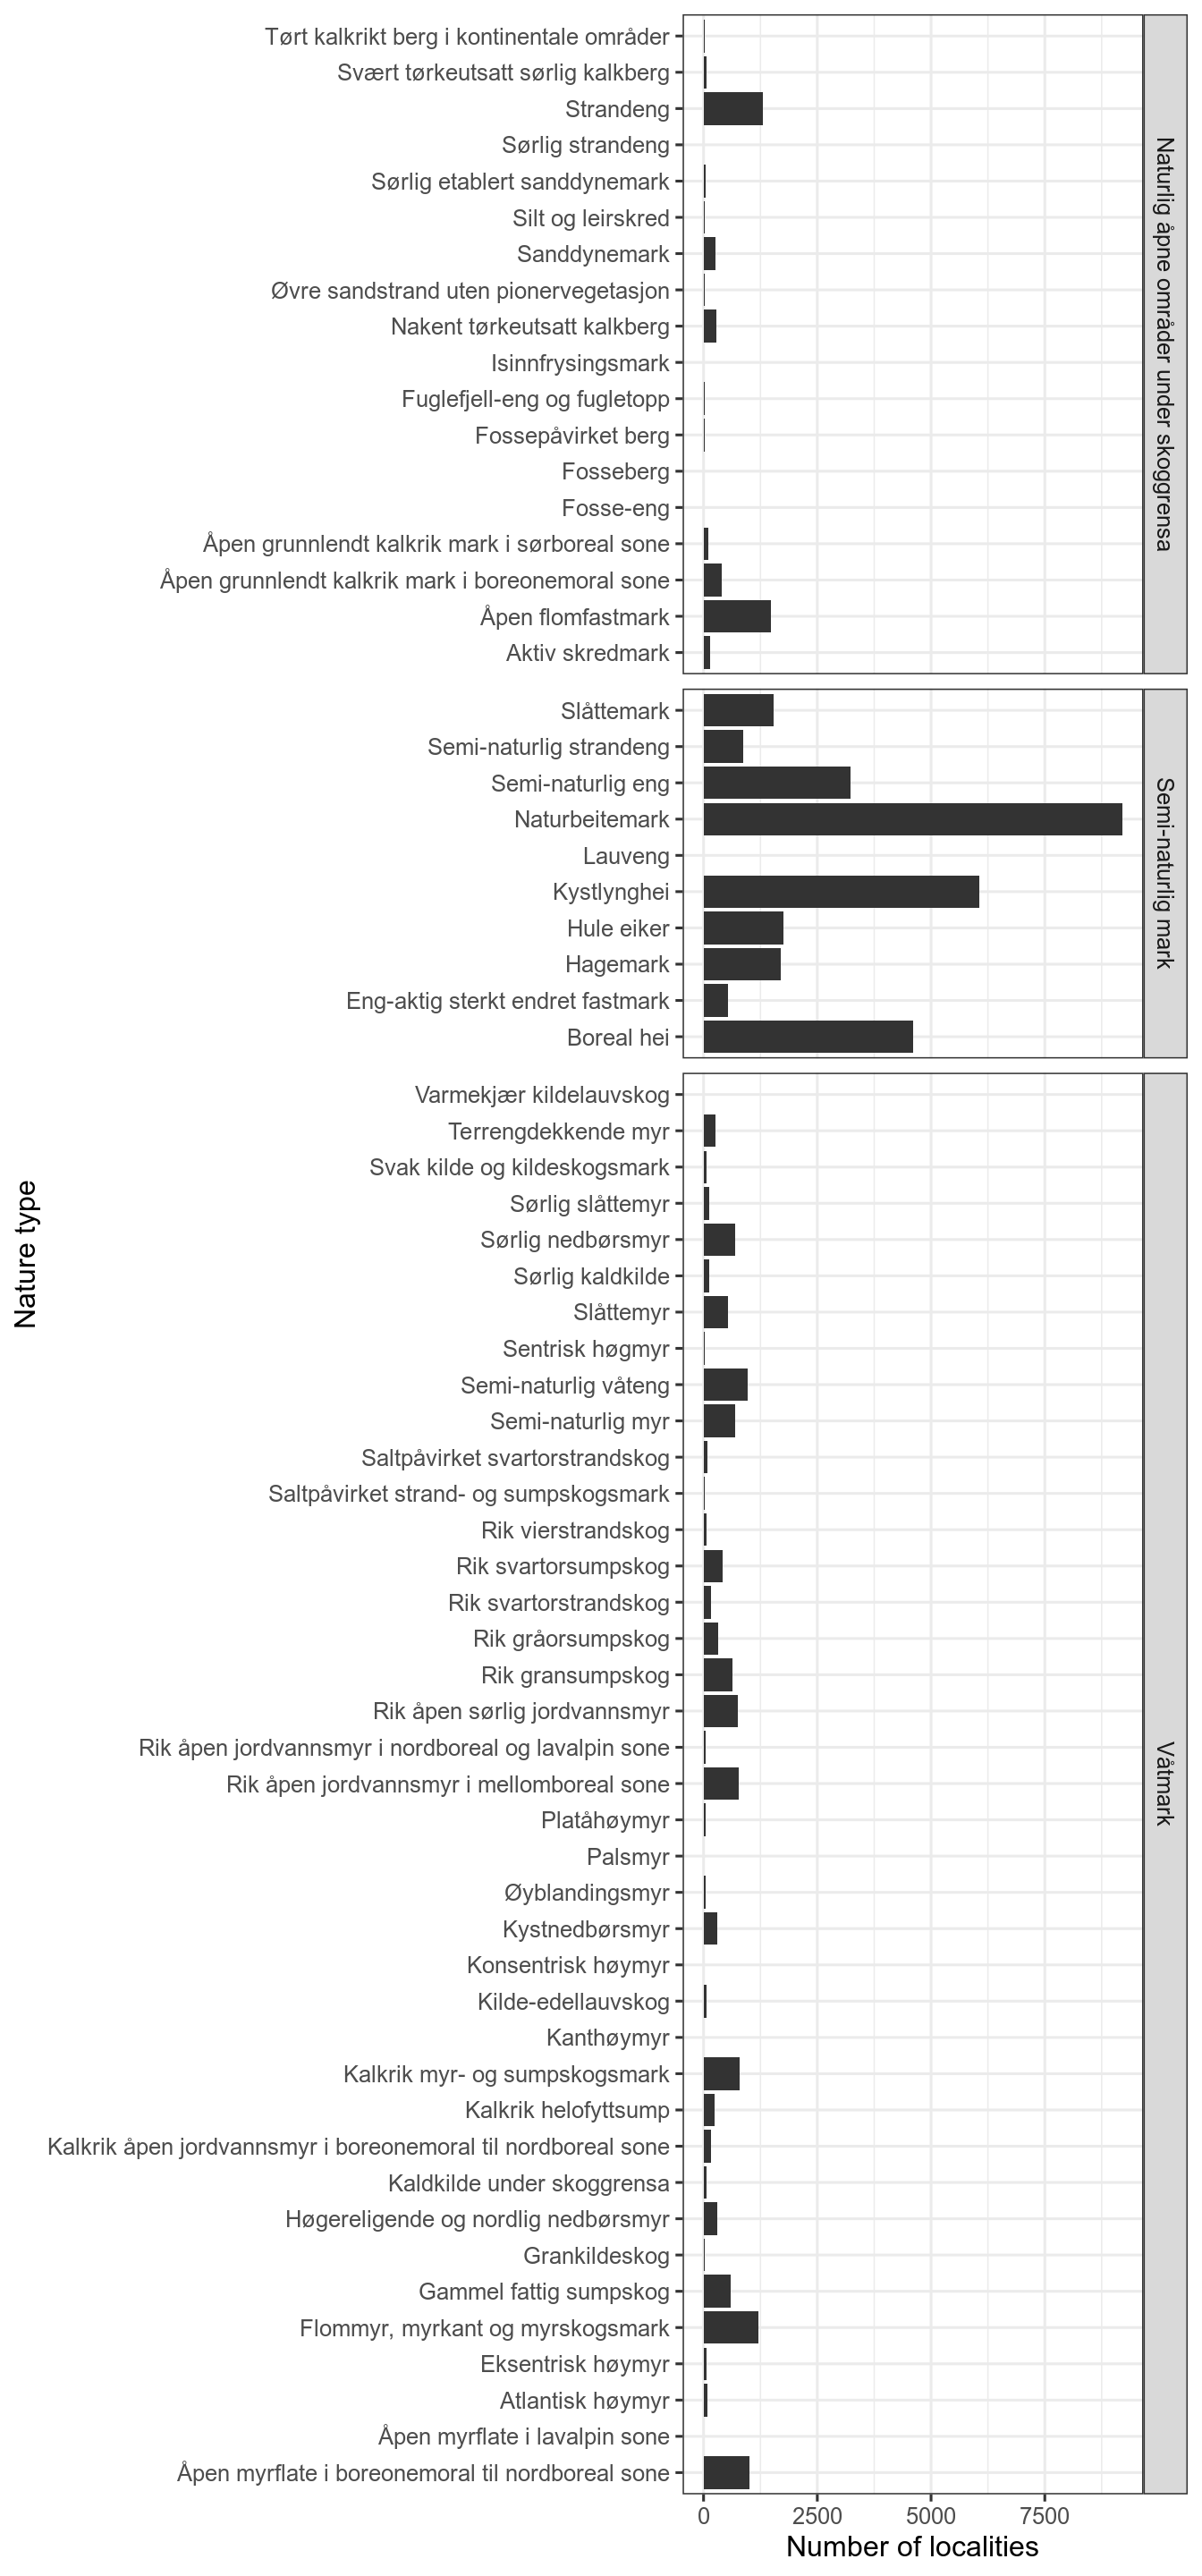 Tørt kalkrikt berg i kontinentale områder
Svært tørkeutsatt sørlig kalkberg
Strandeng
Sørlig strandeng
Sørlig etablert sanddynemark
Silt og leirskred
Sanddynemark
Øvre sandstrand uten pionervegetasjon
Nakent tørkeutsatt kalkberg
Isinnfrysingsmark
Fuglefjell-eng og fugletopp
Fossepåvirket berg
Fosseberg
Fosse-eng
Åpen grunnlendt kalkrik mark i sørboreal sone
Åpen grunnlendt kalkrik mark i boreonemoral sone
Åpen flomfastmark
Aktiv skredmark
Naturlig åpne områder under skoggrensa
Slåttemark
Semi-naturlig strandeng
Semi-naturlig eng
Naturbeitemark
Lauveng
Kystlynghei
Hule eiker
Hagemark
Eng-aktig sterkt endret fastmark
Boreal hei
Semi-naturlig mark
Varmekjær kildelauvskog
Terrengdekkende myr
Svak kilde og kildeskogsmark
Sørlig slåttemyr
Sørlig nedbørsmyr
Sørlig kaldkilde
Slåttemyr
Sentrisk høgmyr
Semi-naturlig våteng
Semi-naturlig myr
Saltpåvirket svartorstrandskog
Saltpåvirket strand- og sumpskogsmark
Rik vierstrandskog
Rik svartorsumpskog
Rik svartorstrandskog
Rik gråorsumpskog
Rik gransumpskog
Rik åpen sørlig jordvannsmyr
Rik åpen jordvannsmyr i nordboreal og lavalpin sone
Rik åpen jordvannsmyr i mellomboreal sone
Platåhøymyr
Palsmyr
Øyblandingsmyr
Kystnedbørsmyr
Konsentrisk høymyr
Kilde-edellauvskog
Kanthøymyr
Kalkrik myr- og sumpskogsmark
Kalkrik helofyttsump
Kalkrik åpen jordvannsmyr i boreonemoral til nordboreal sone
Kaldkilde under skoggrensa
Høgereligende og nordlig nedbørsmyr
Grankildeskog
Gammel fattig sumpskog
Flommyr, myrkant og myrskogsmark
Eksentrisk høymyr
Atlantisk høymyr
Åpen myrflate i lavalpin sone
Åpen myrflate i boreonemoral til nordboreal sone
Våtmark
Nature type
0 2500 5000 7500
Number of localities